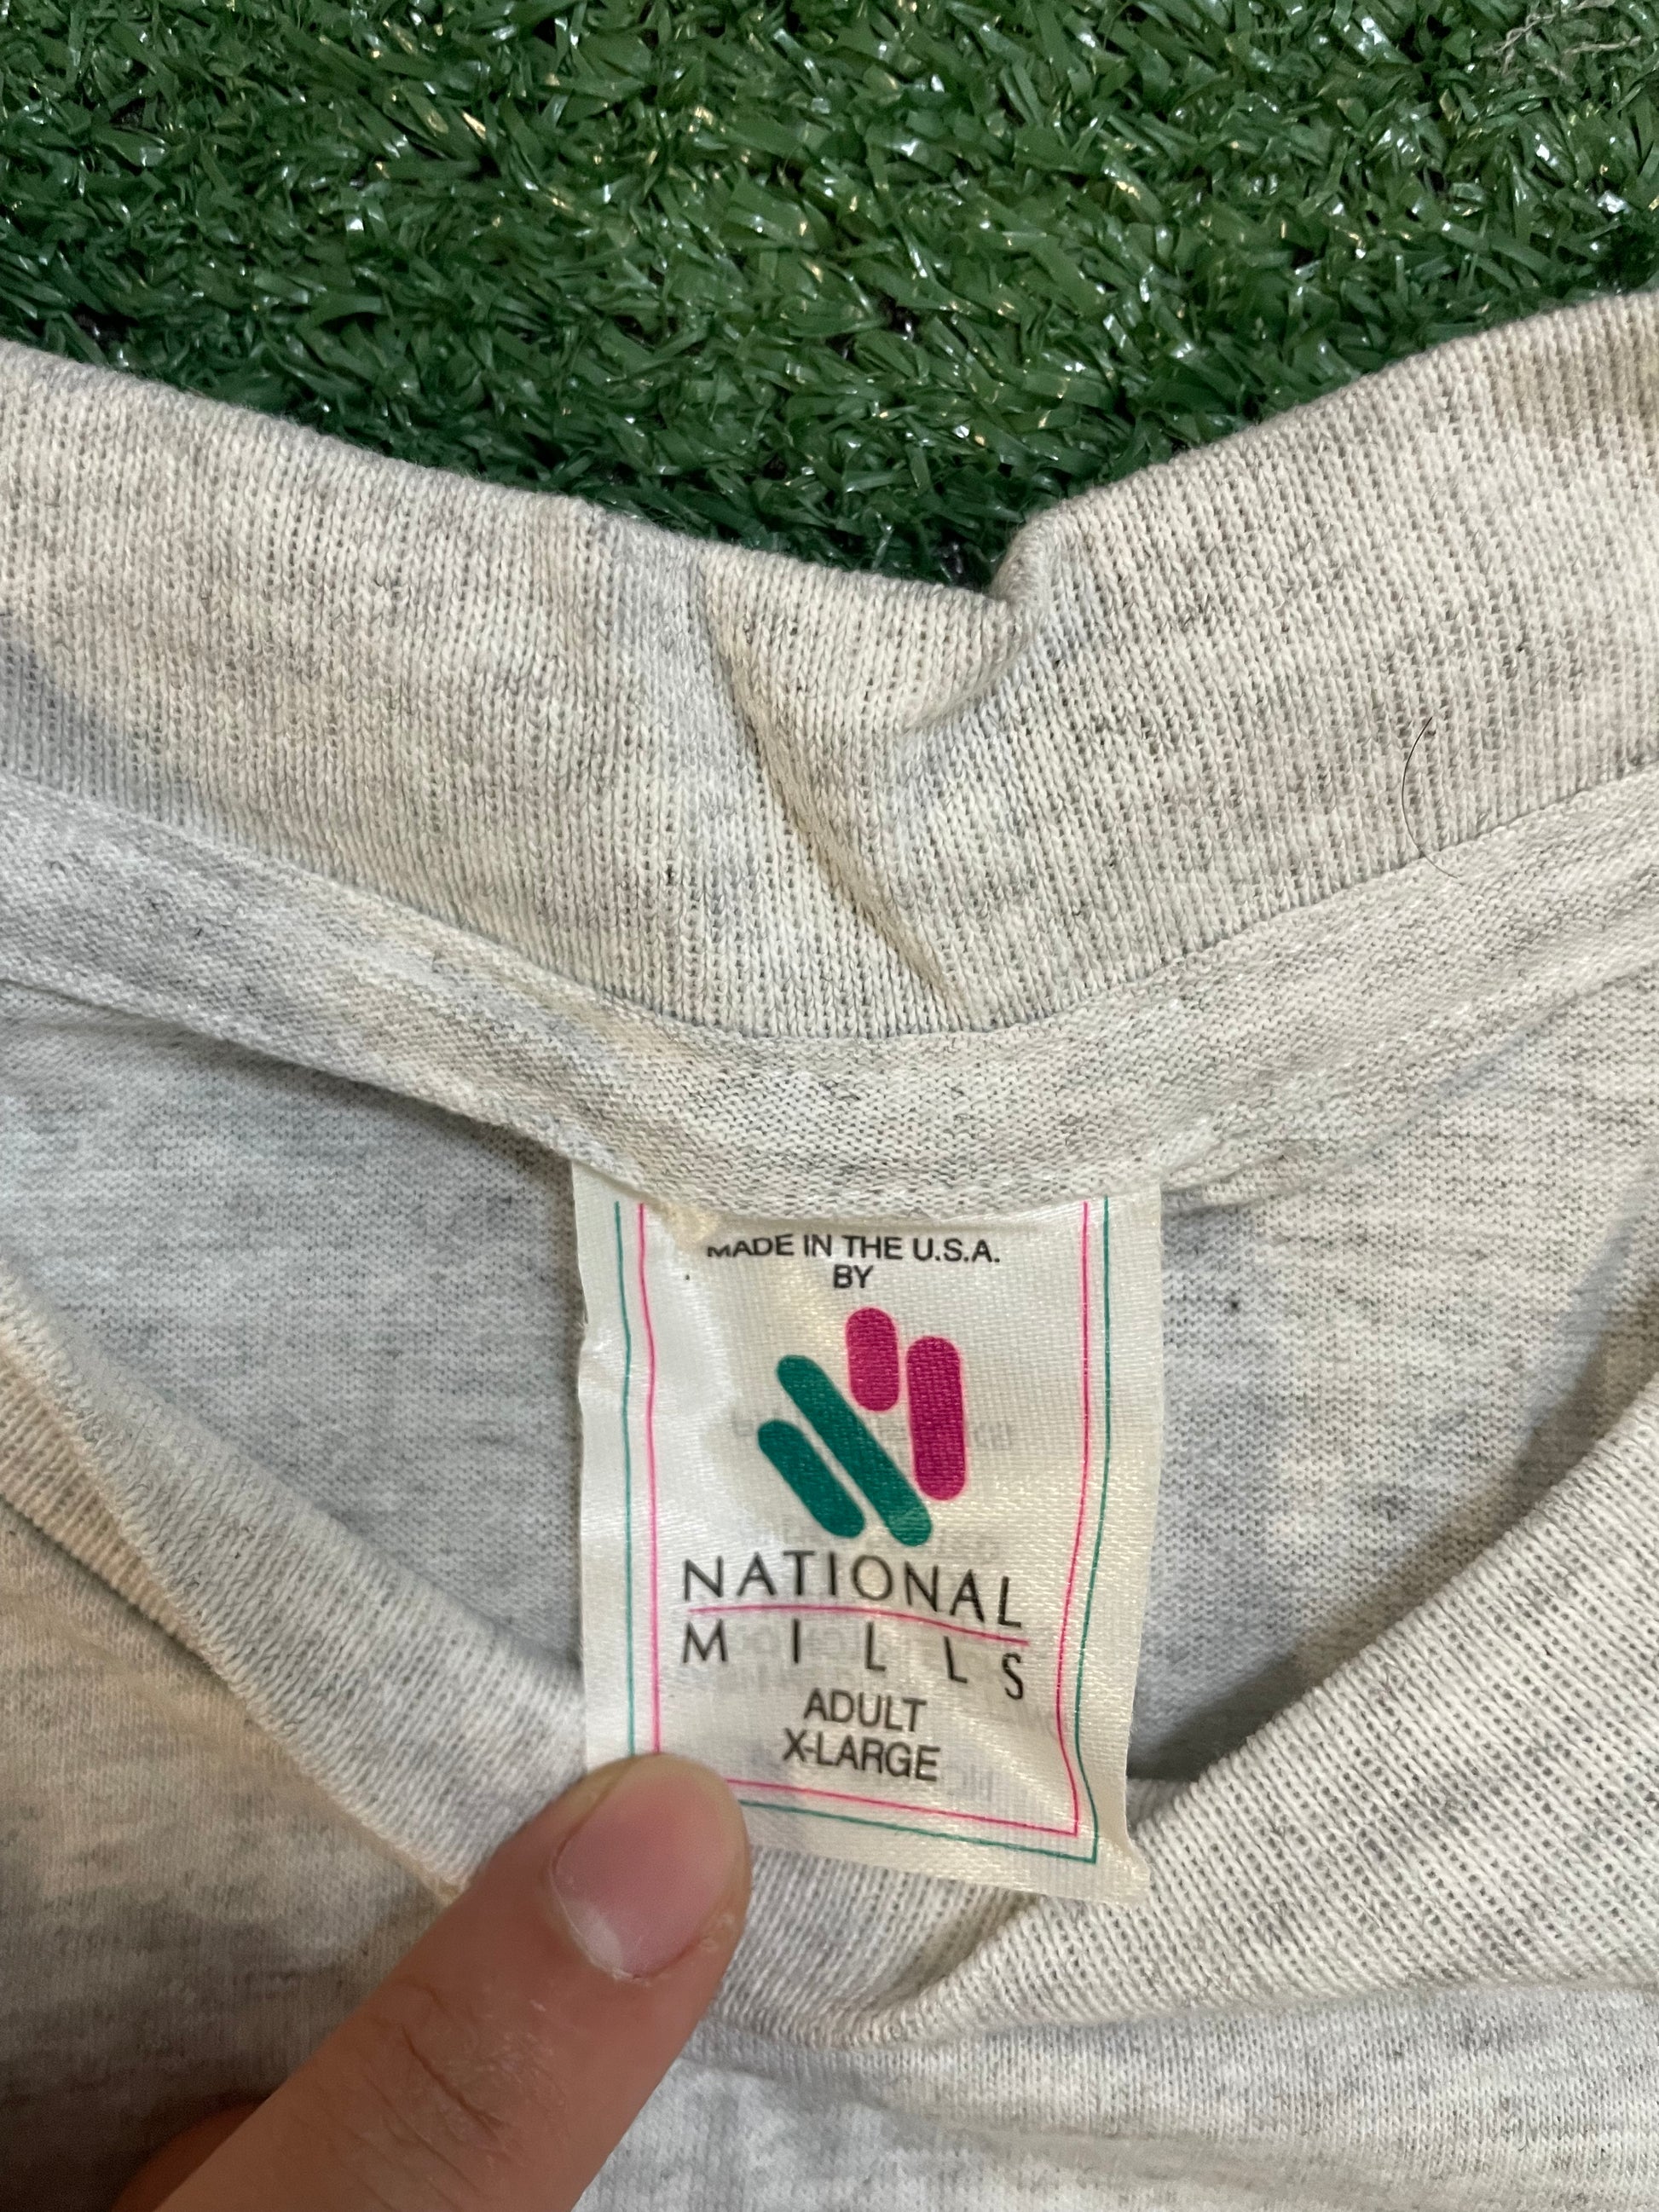 MADE IN THE U.S.A.
BY
NATIONAL
MILLS
ADULT
X-LARGE